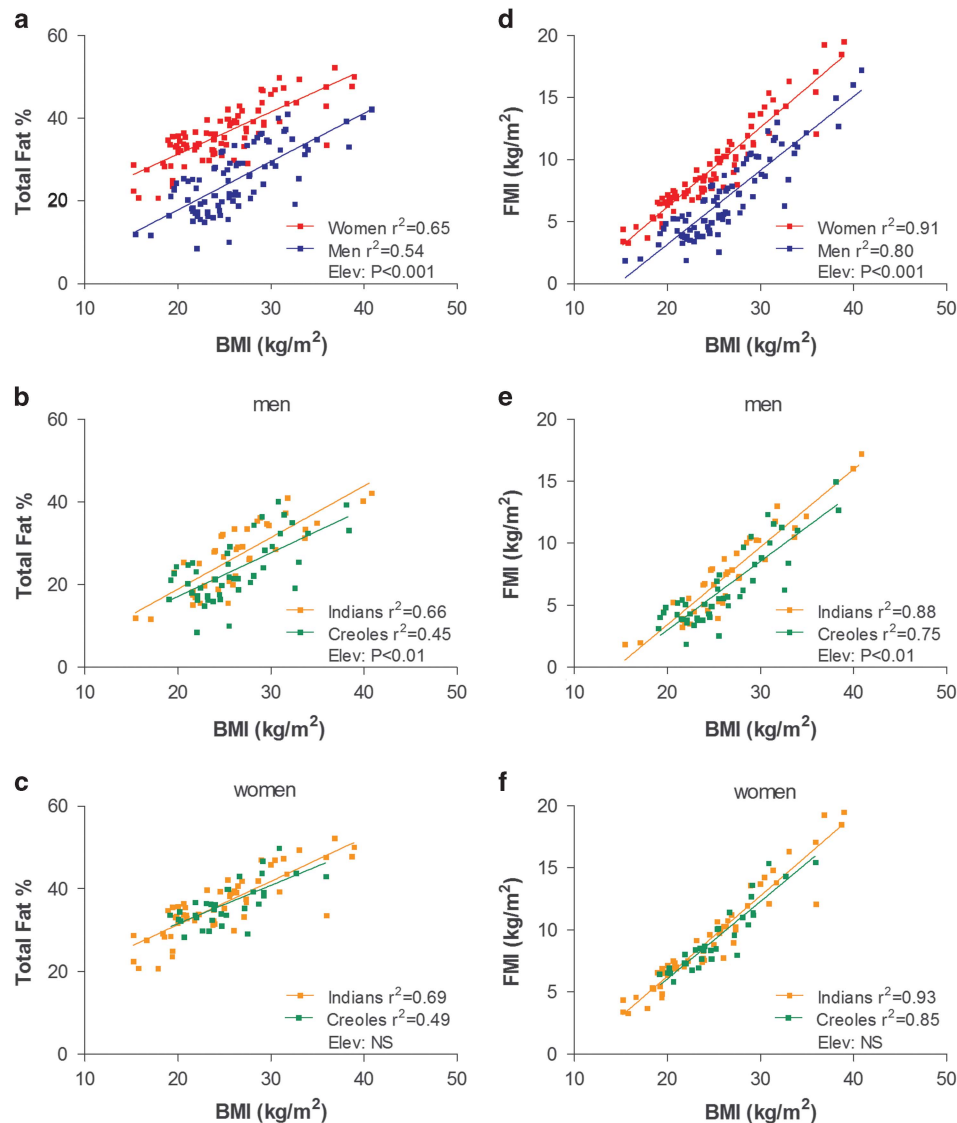 a
60
40
20
0
Total Fat %
Women r²=0.65
Men r²=0.54
Elev: P<0.001
10 20 30 40 50
BMI (kg/m²)
d
20
15
10
5
0
FMI (kg/m²)
Women r²=0.91
Men r²=0.80
Elev: P<0.001
10 20 30 40 50
BMI (kg/m²)
b
men
60
40
20
0
Total Fat %
Indians r²=0.66
Creoles r²=0.45
Elev: P<0.01
10 20 30 40 50
BMI (kg/m²)
e
men
20
15
10
5
0
FMI (kg/m²)
Indians r²=0.88
Creoles r²=0.75
Elev: P<0.01
10 20 30 40 50
BMI (kg/m²)
c
women
60
40
20
0
Total Fat %
Indians r²=0.69
Creoles r²=0.49
Elev: NS
10 20 30 40 50
BMI (kg/m²)
f
women
20
15
10
5
0
FMI (kg/m²)
Indians r²=0.93
Creoles r²=0.85
Elev: NS
10 20 30 40 50
BMI (kg/m²)